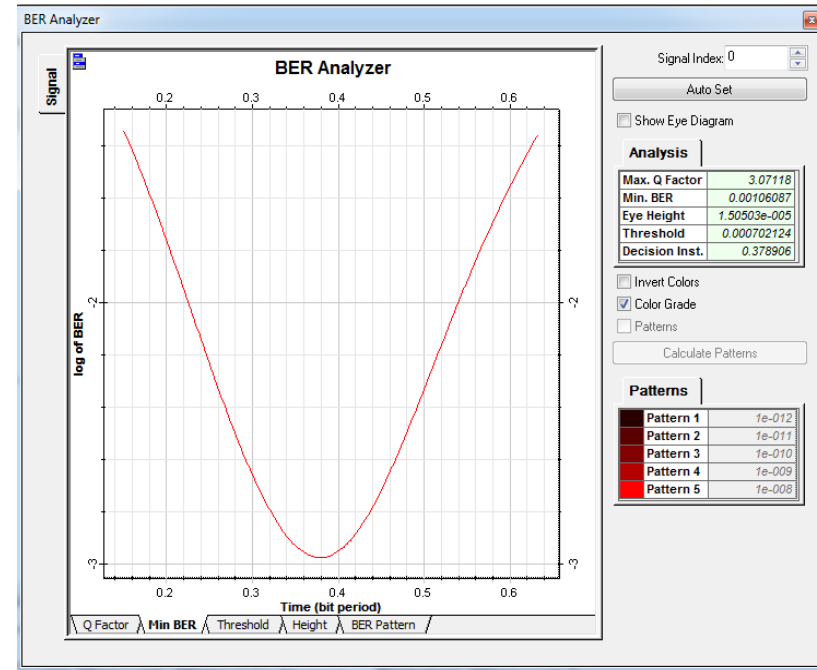 BER Analyzer
Signal
BER Analyzer
0.2 0.3 0.4 0.5 0.6
log of BER
-2 -2
-3 -3
0.2 0.3 0.4 0.5 0.6
Time (bit period)
Q Factor Min BER Threshold Height BER Pattern
Signal Index: 0
Auto Set
Show Eye Diagram
Analysis
Max. Q Factor 3.07118
Min. BER 0.00106087
Eye Height 1.50503e-005
Threshold 0.000702124
Decision Inst. 0.378906
Invert Colors
Color Grade
Patterns
Calculate Patterns
Patterns
Pattern 1 1e-012
Pattern 2 1e-011
Pattern 3 1e-010
Pattern 4 1e-009
Pattern 5 1e-008